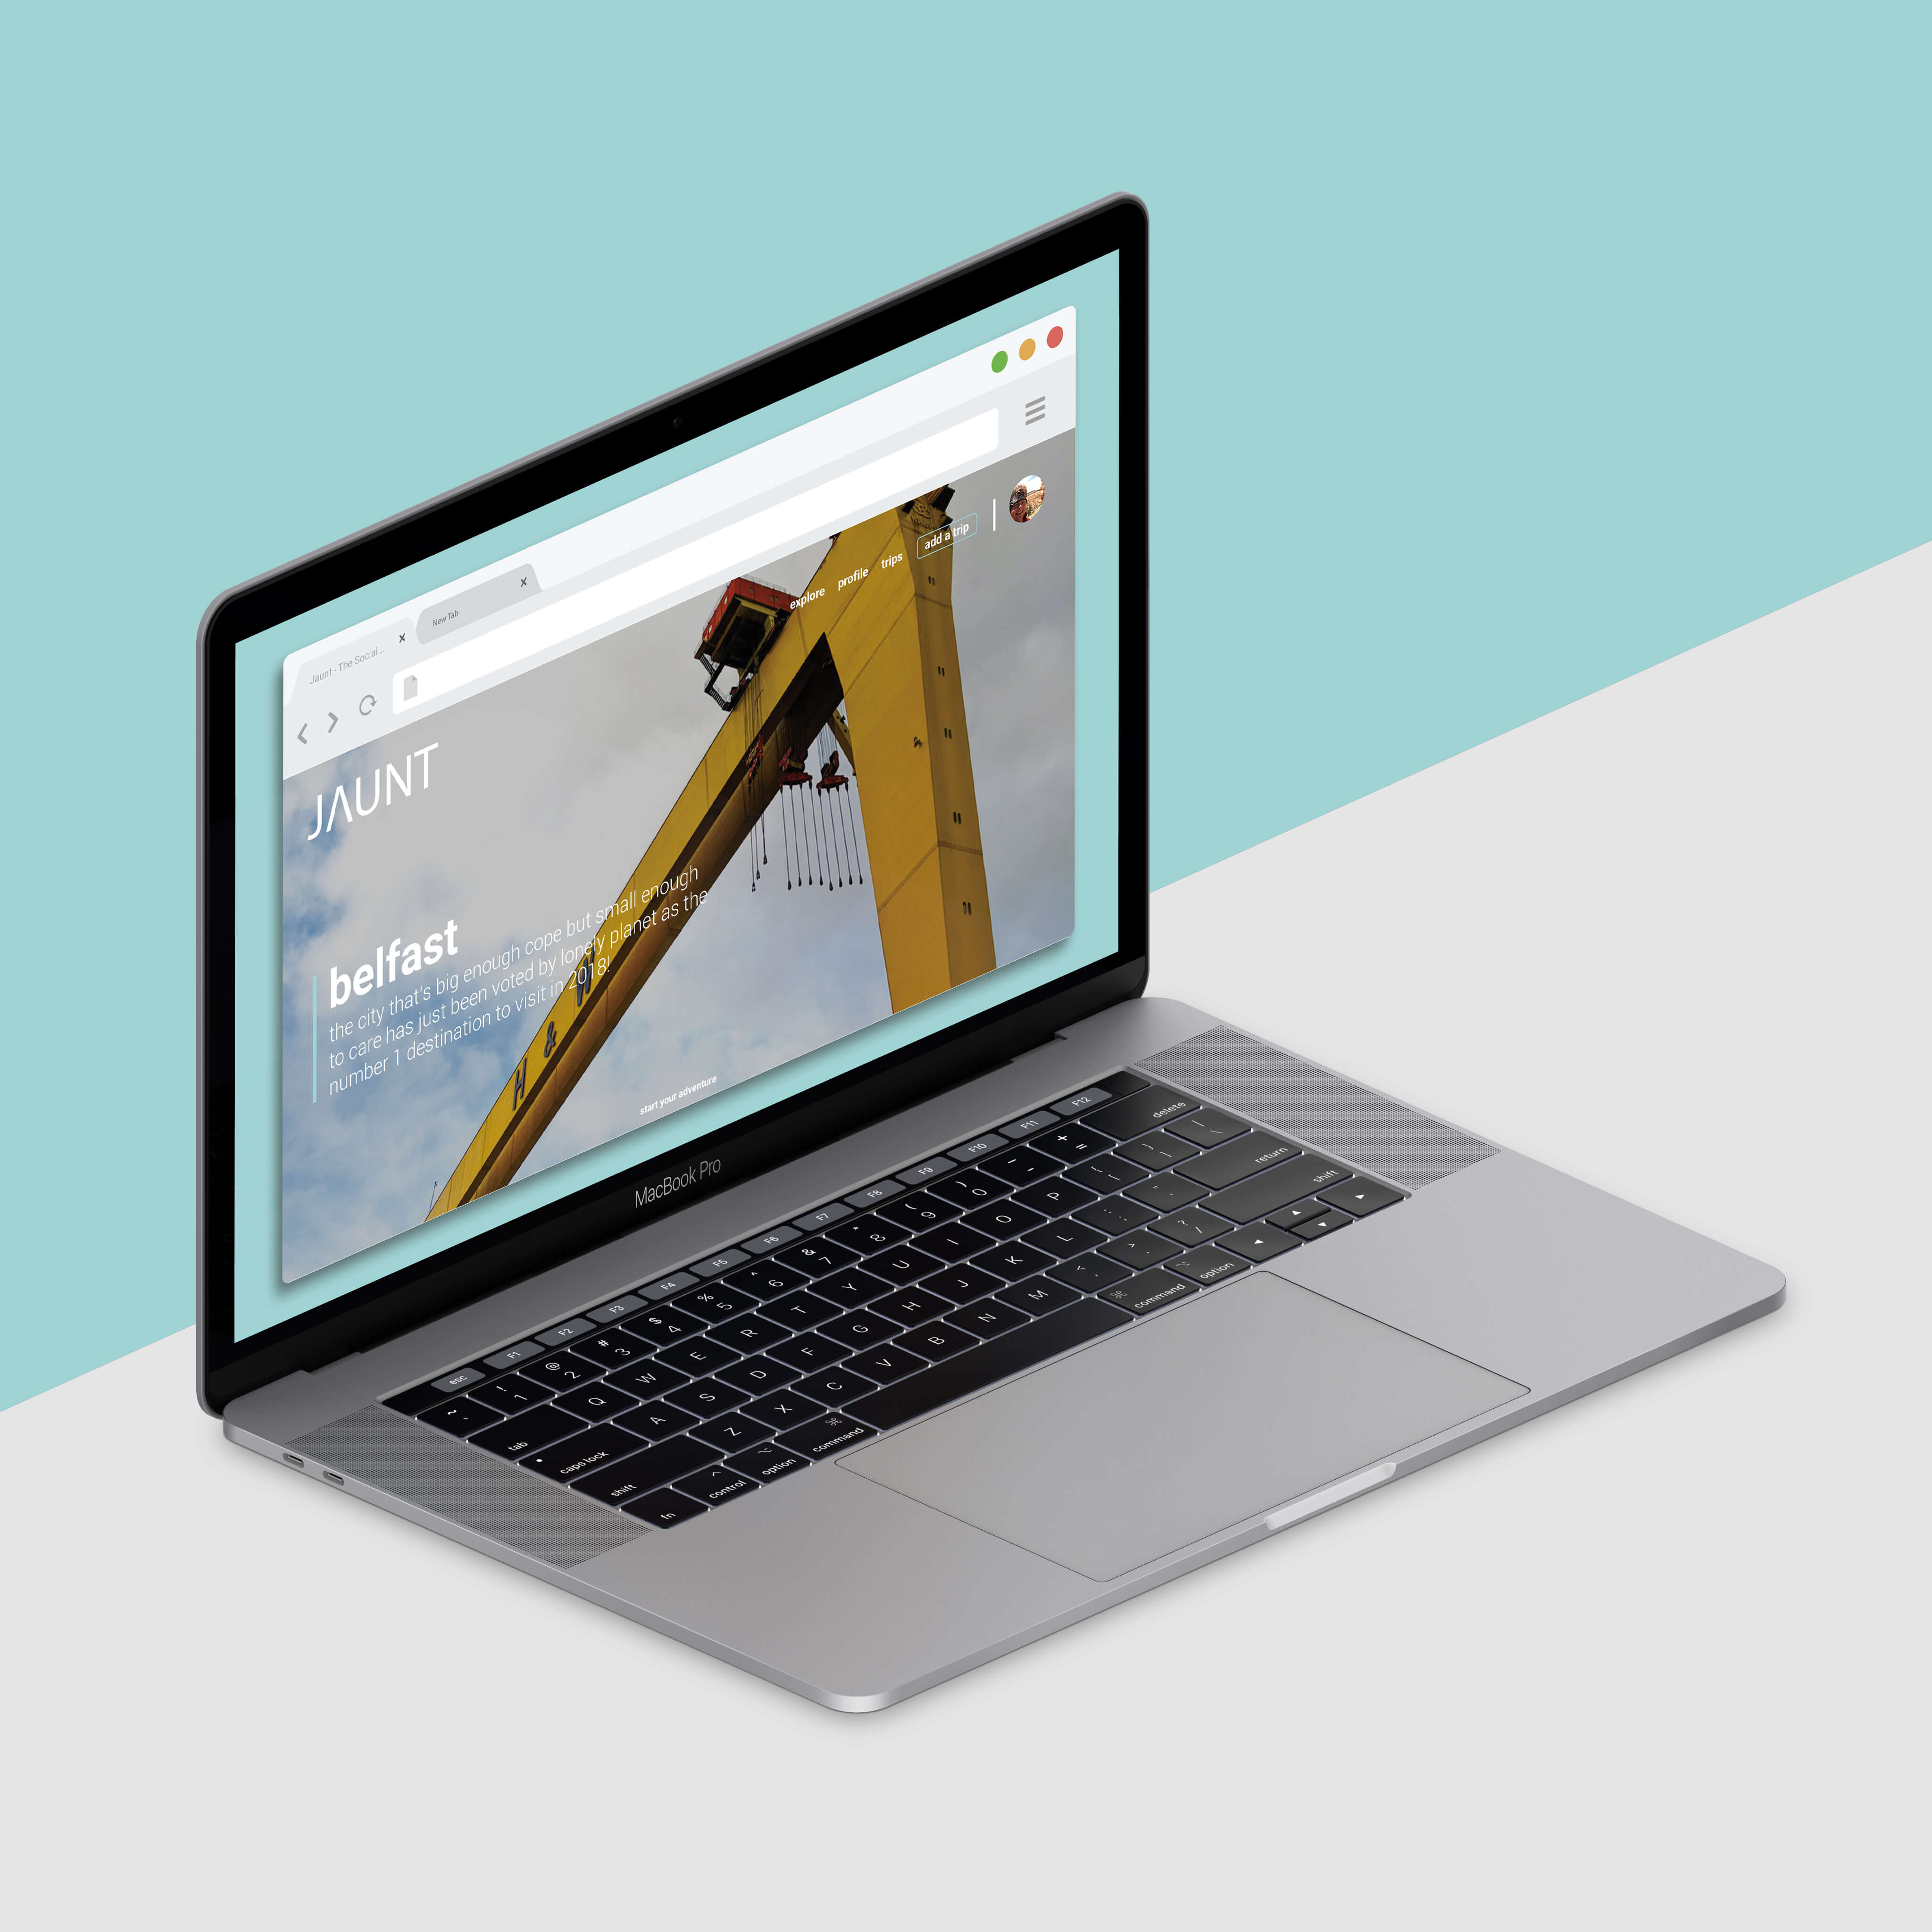 Jaunt - The Social...
x
New Tab
x
JAUNT
explore
profile
trips
add a trip
belfast
the city that's big enough cope but small enough
to care has just been voted by lonely planet as the
number 1 destination to visit in 2018!
H & W
start your adventure
MacBook Pro
esc F1 F2 F3 F4 F5 F6 F7 F8 F9 F10 F11 F12
~ ` ! 1 @ 2 # 3 $ 4 % 5 ^ 6 & 7 * 8 ( 9 ) 0 _ - + = delete
tab Q W E R T Y U I O P { [ } ] | \
caps lock A S D F G H J K L : ; " ' return
shift Z X C V B N M < , > . ? / shift
fn control option command command option